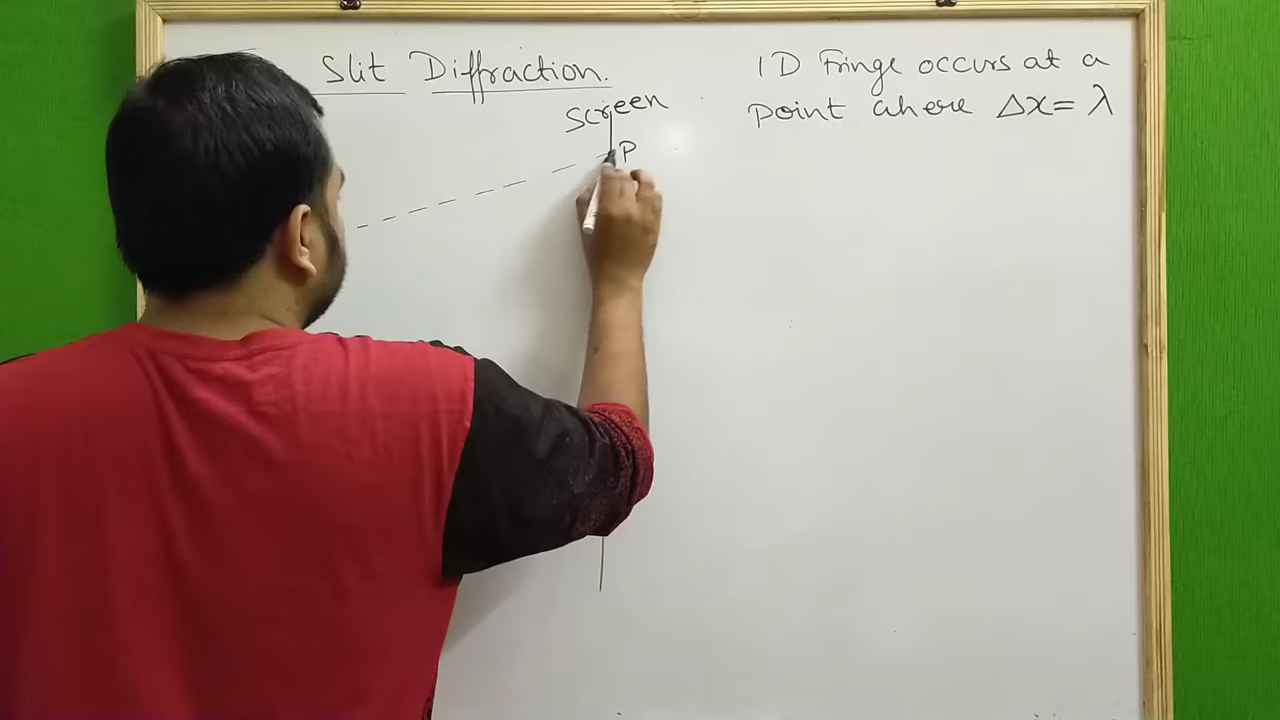 Slit Diffraction.
Screen
P
1D Fringe occurs at a
point where Δx = λ